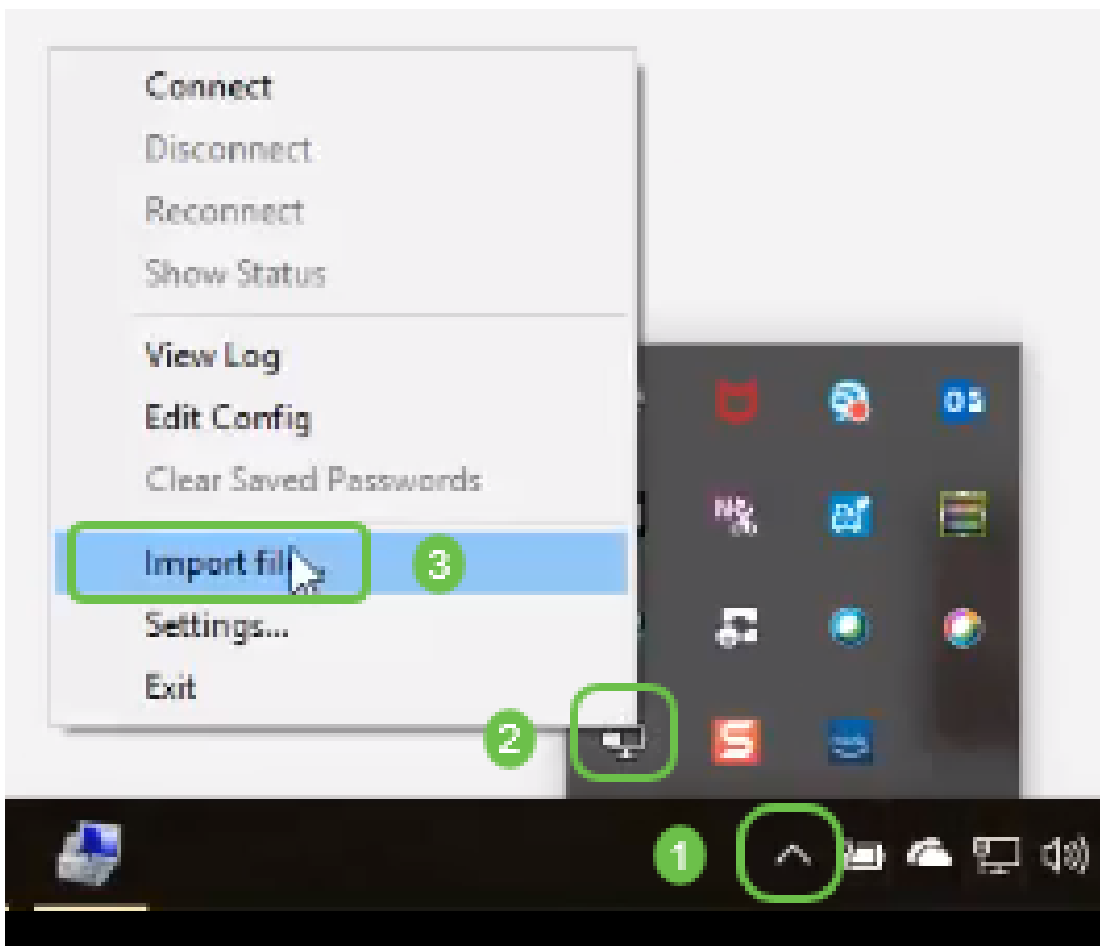 Connect
Disconnect
Reconnect
Show Status
View Log
Edit Config
Clear Saved Passwords
Import fil
3
Settings...
Exit
2
1